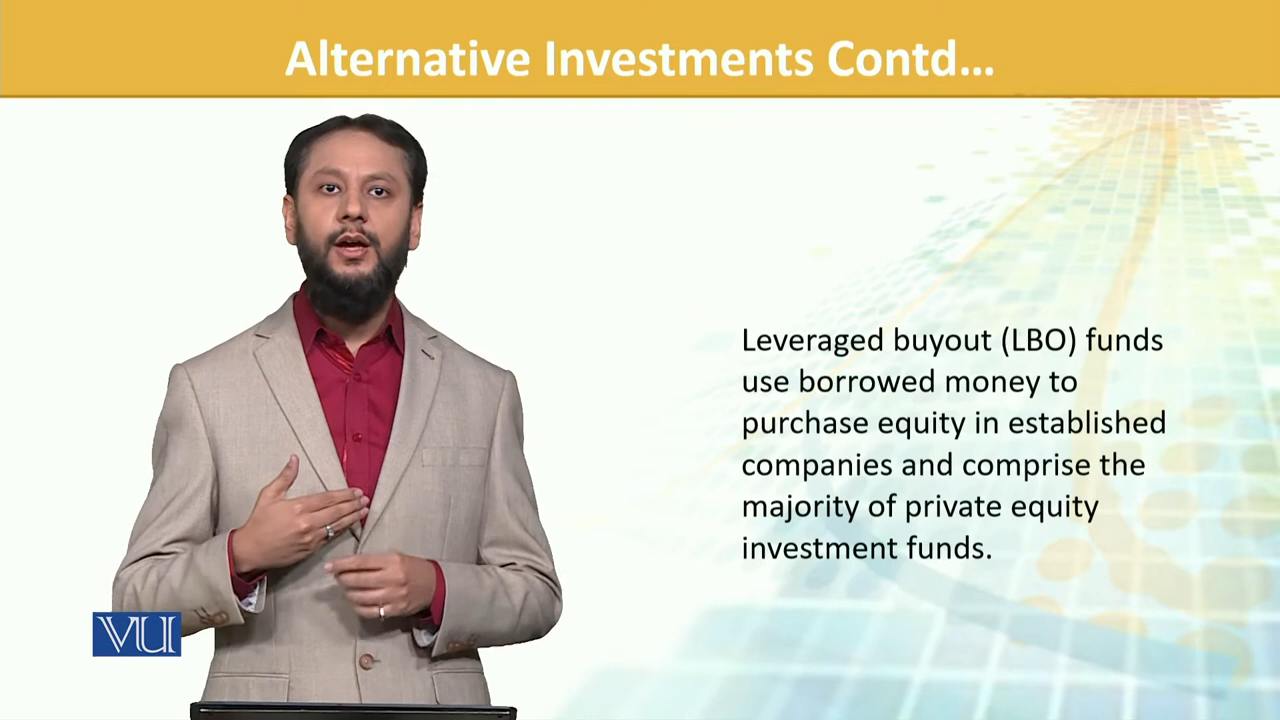 Alternative Investments Contd...
Leveraged buyout (LBO) funds
use borrowed money to
purchase equity in established
companies and comprise the
majority of private equity
investment funds.
VU